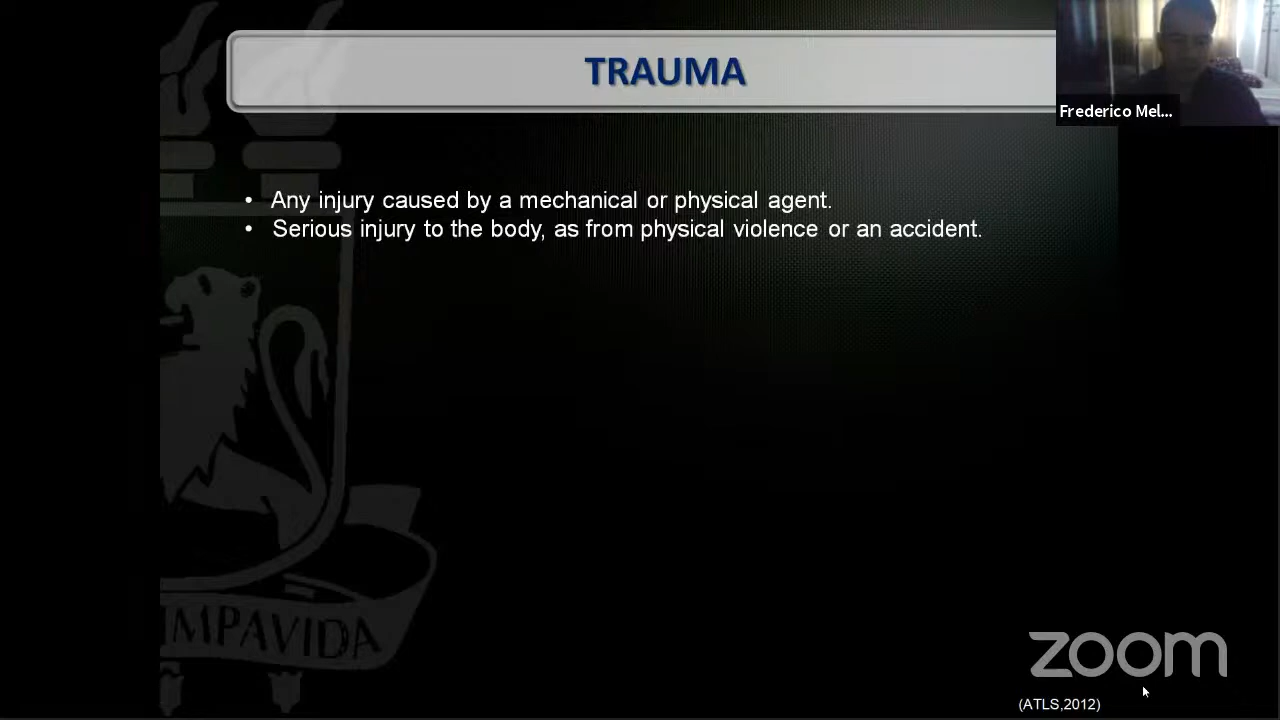 TRAUMA
Frederico Mel...
• Any injury caused by a mechanical or physical agent.
• Serious injury to the body, as from physical violence or an accident.
IMPAVIDA
zoom
(ATLS,2012)